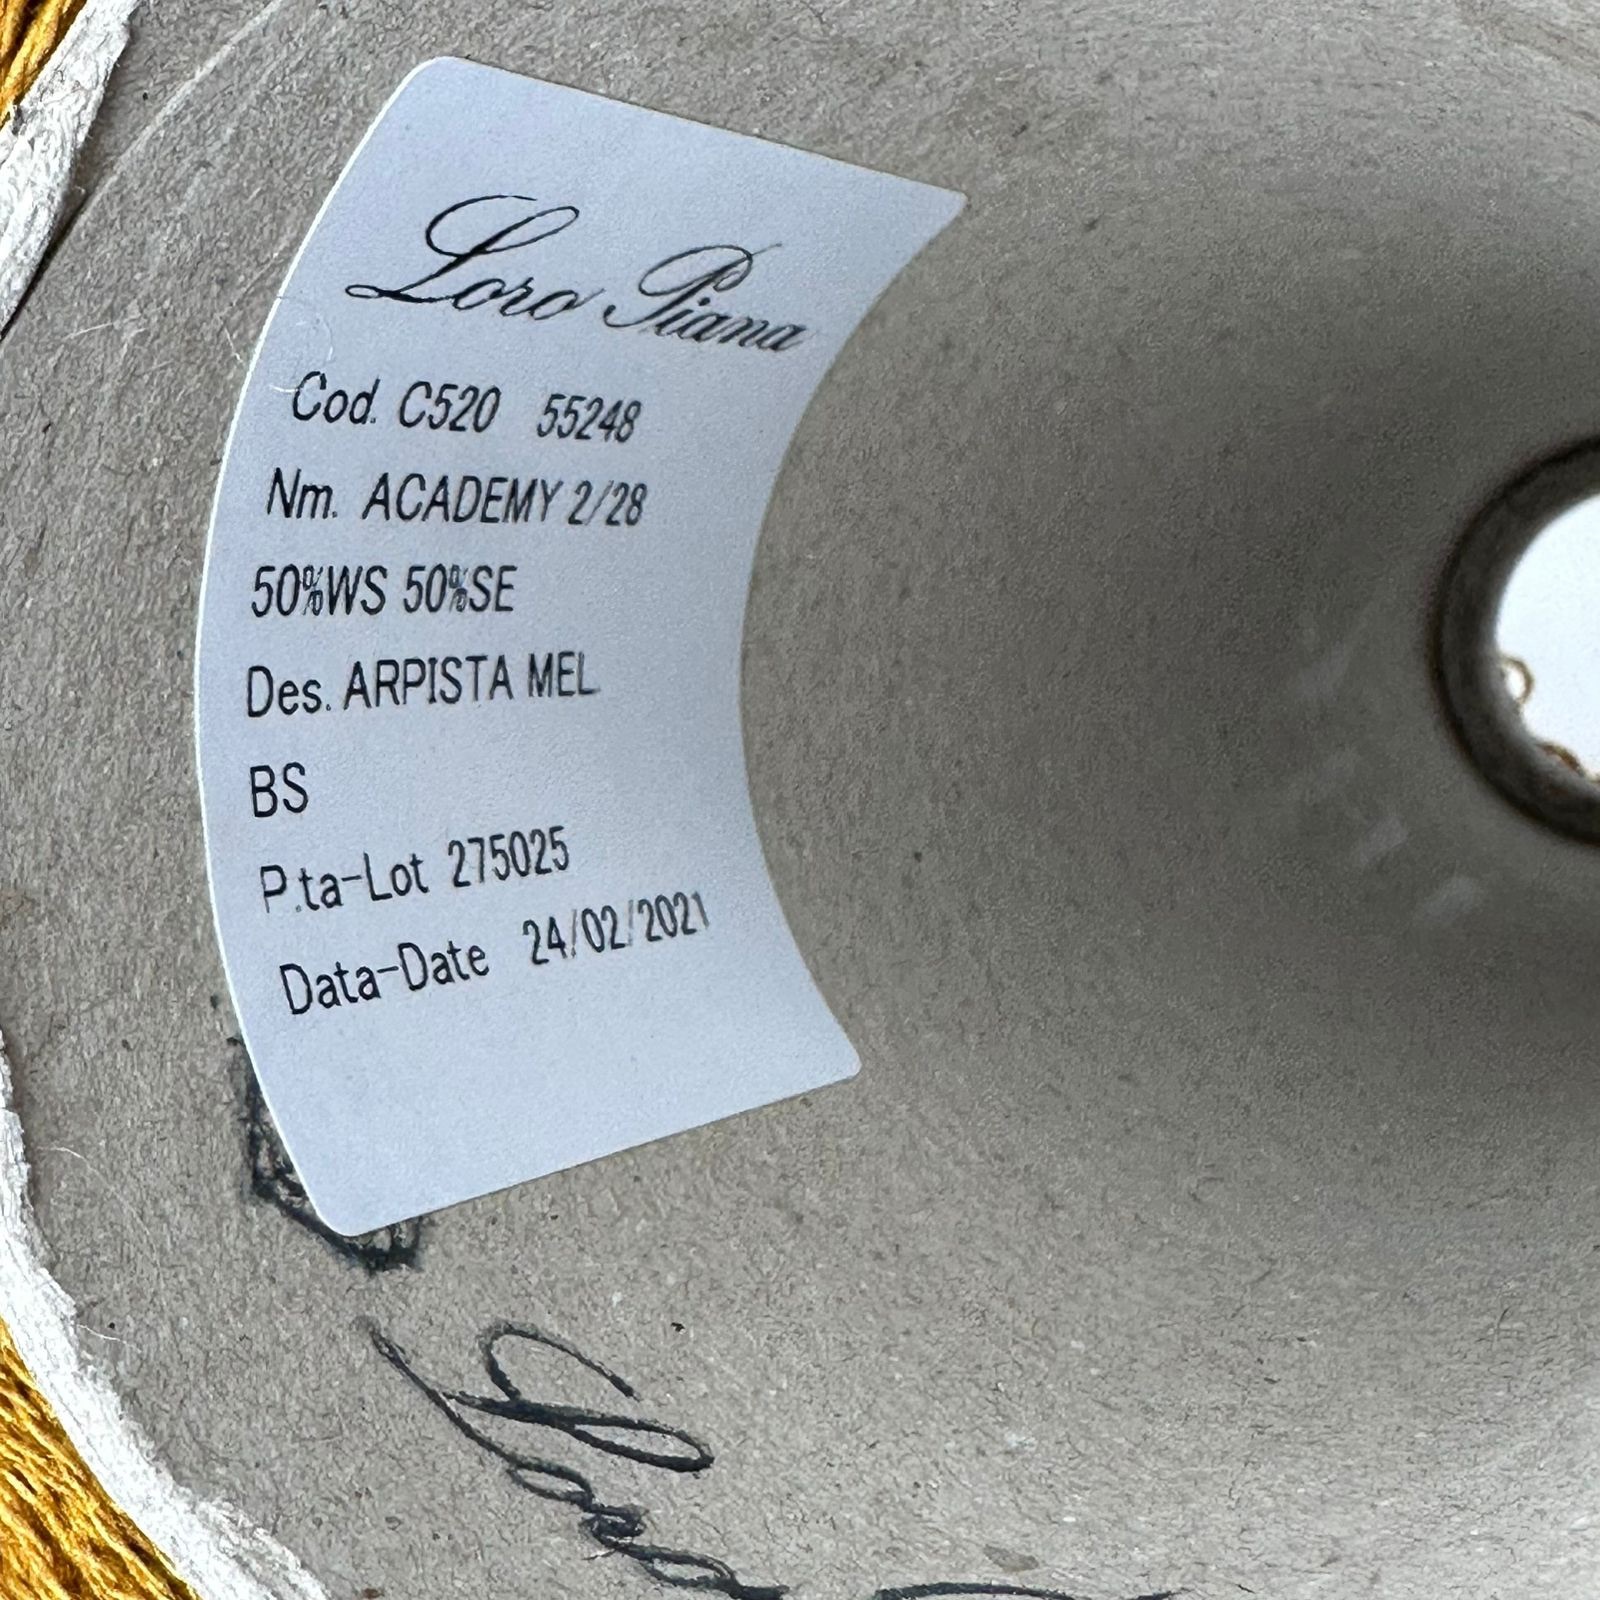 Loro Piana
Cod. C520 55248
Nm. ACADEMY 2/28
50%WS 50%SE
Des. ARPISTA MEL
BS
P.ta-Lot 275025
Data-Date 24/02/2021